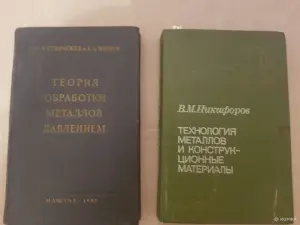 ТЕОРИЯ
ОБРАБОТКИ
МЕТАЛЛОВ
ДАВЛЕНИЕМ
В.М.Никифоров
ТЕХНОЛОГИЯ
МЕТАЛЛОВ
И КОНСТРУК-
ЦИОННЫЕ
МАТЕРИАЛЫ